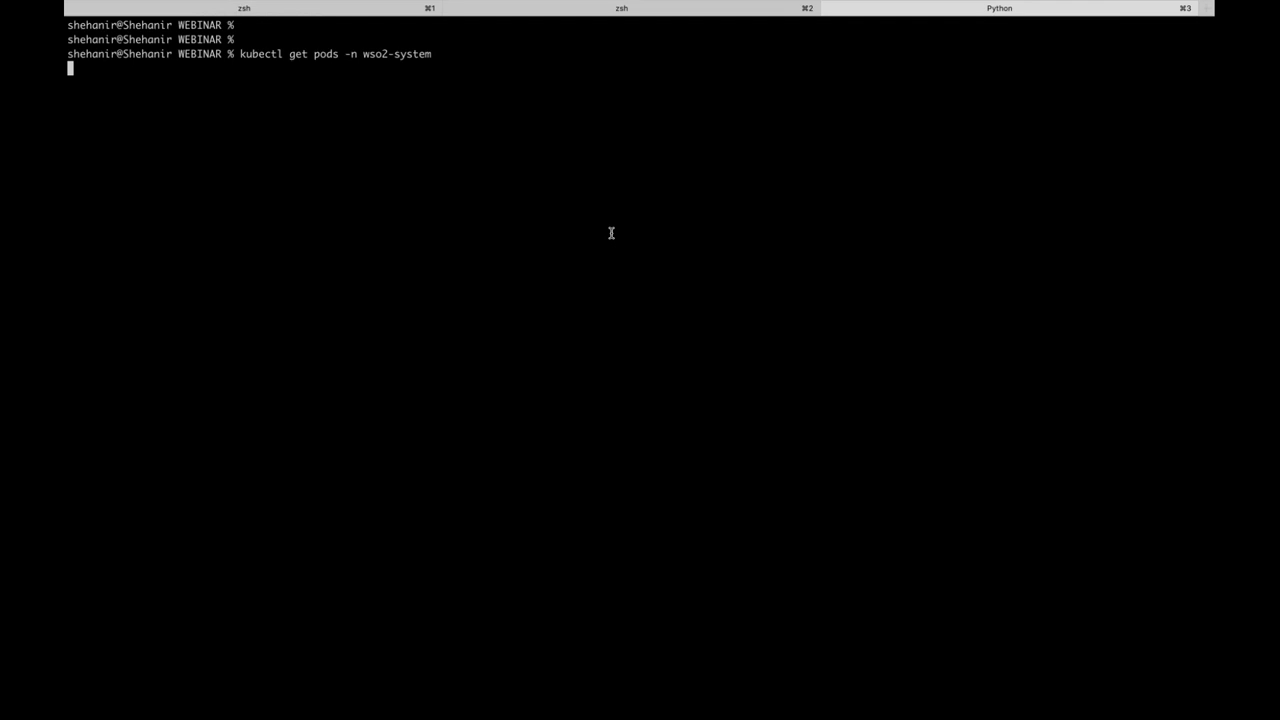 zsh ⌘1 zsh ⌘2 Python ⌘3
shehanir@Shehanir WEBINAR %
shehanir@Shehanir WEBINAR %
shehanir@Shehanir WEBINAR % kubectl get pods -n wso2-system